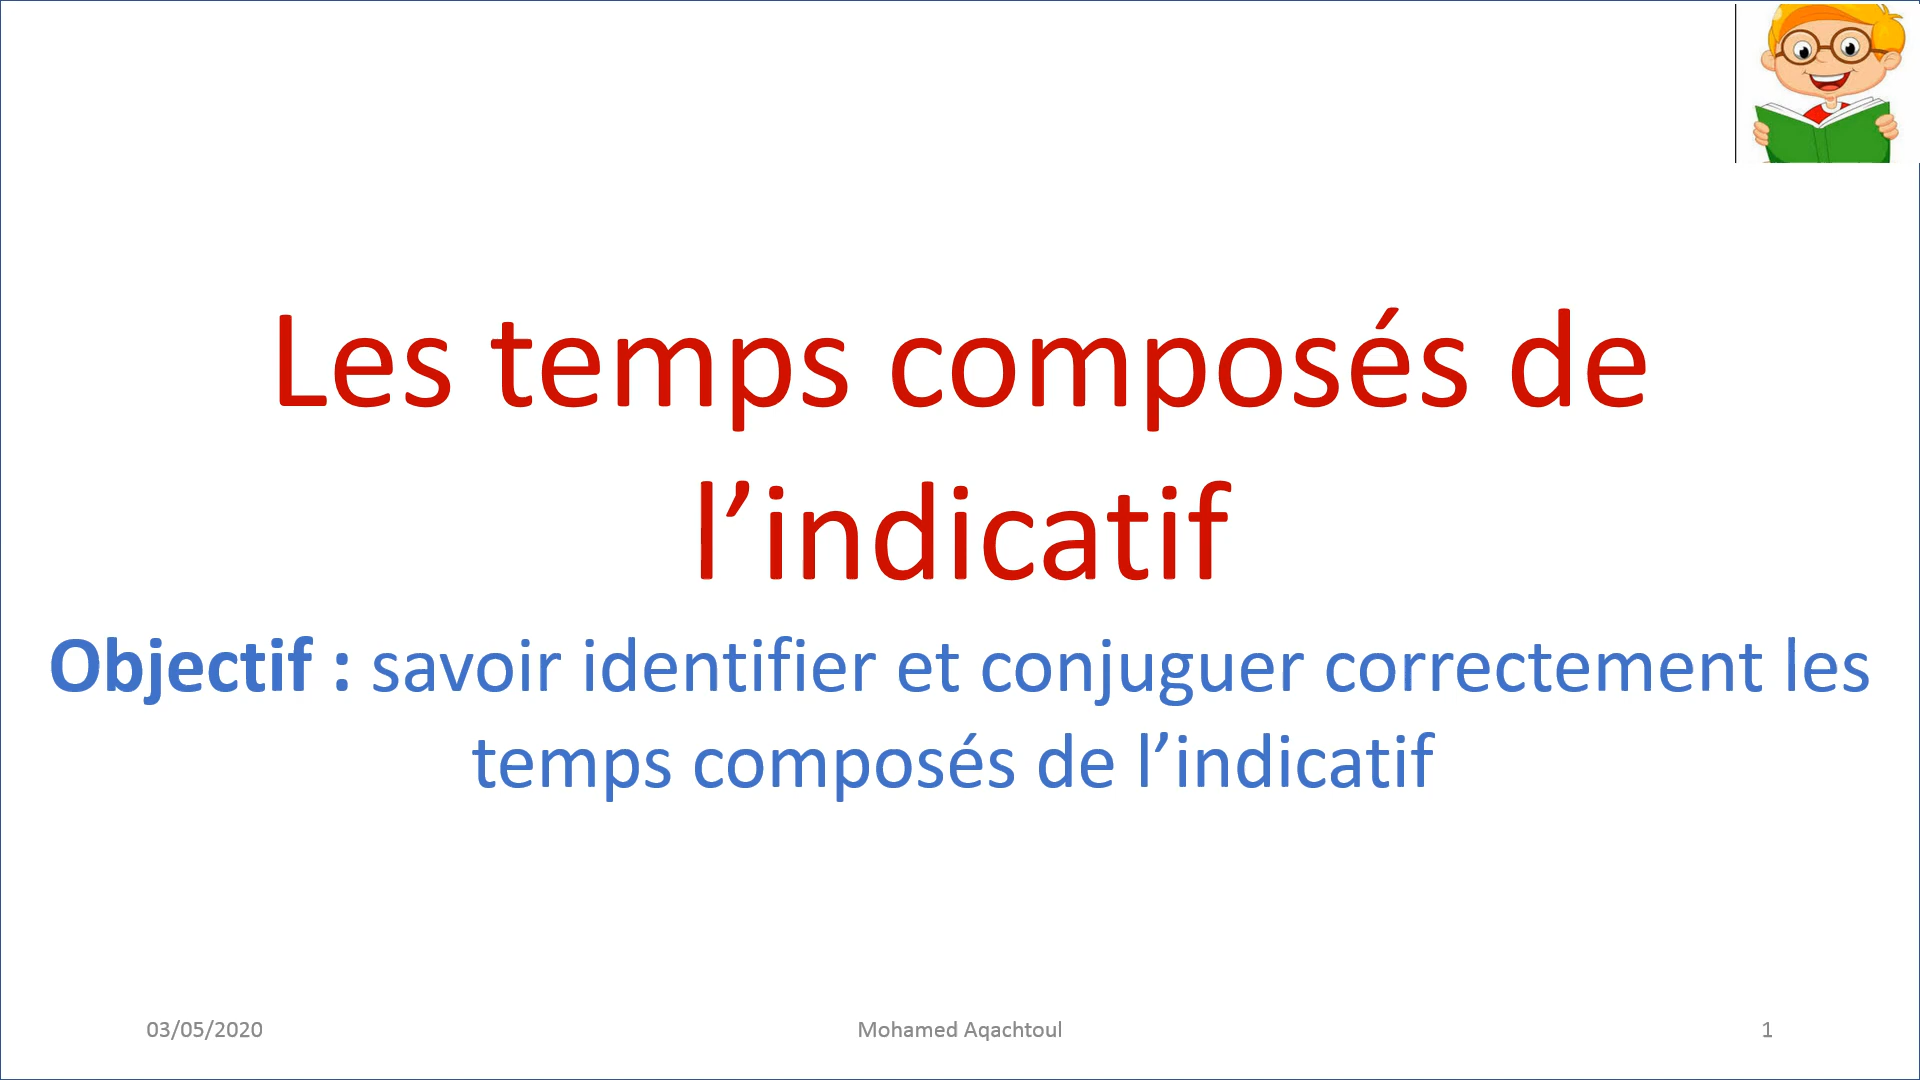 Les temps composés de
l’indicatif
Objectif : savoir identifier et conjuguer correctement les
temps composés de l’indicatif
03/05/2020
Mohamed Aqachtoul
1